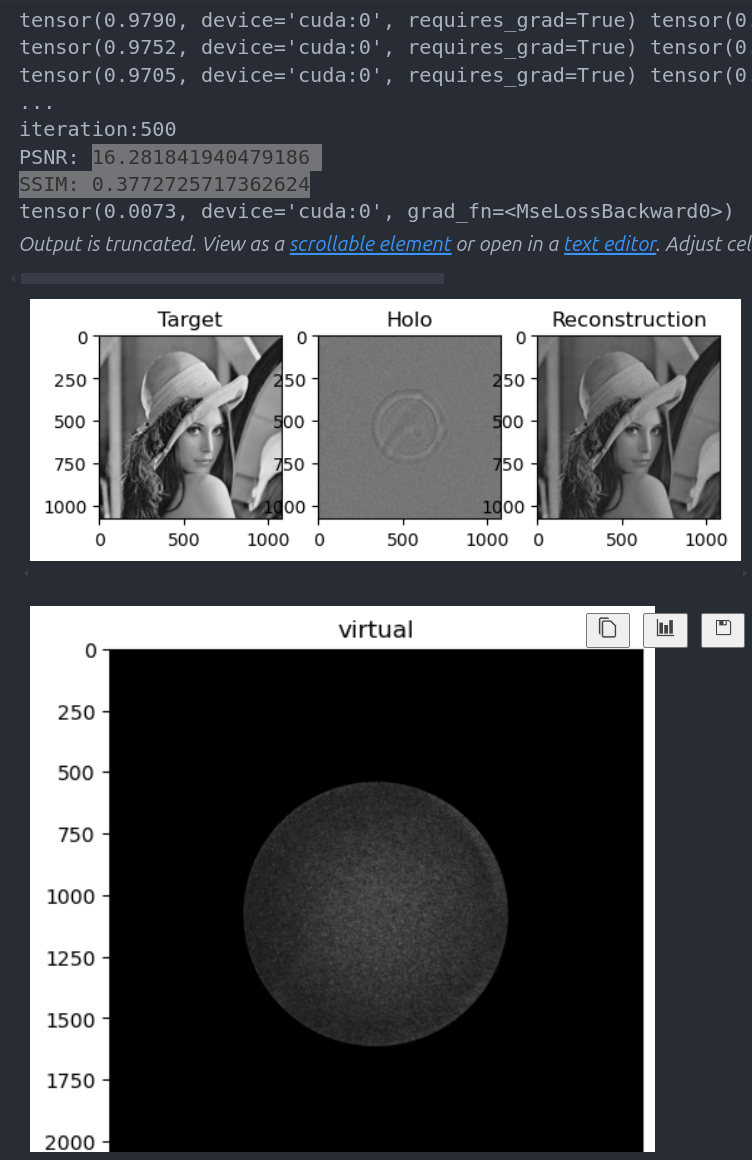 tensor(0.9790, device='cuda:0', requires_grad=True) tensor(0
tensor(0.9752, device='cuda:0', requires_grad=True) tensor(0.
tensor(0.9705, device='cuda:0', requires_grad=True) tensor(0
...
iteration:500
PSNR: 16.281841940479186
SSIM: 0.3772725717362624
tensor(0.0073, device='cuda:0', grad_fn=<MseLossBackward0>)
Output is truncated. View as a scrollable element or open in a text editor. Adjust cel
Target Holo Reconstruction
0 0 0
250 250 250
500 500 500
750 750 750
1000 1000 1000
0 500 1000 0 500 1000 0 500 1000
virtual
0
250
500
750
1000
1250
1500
1750
2000